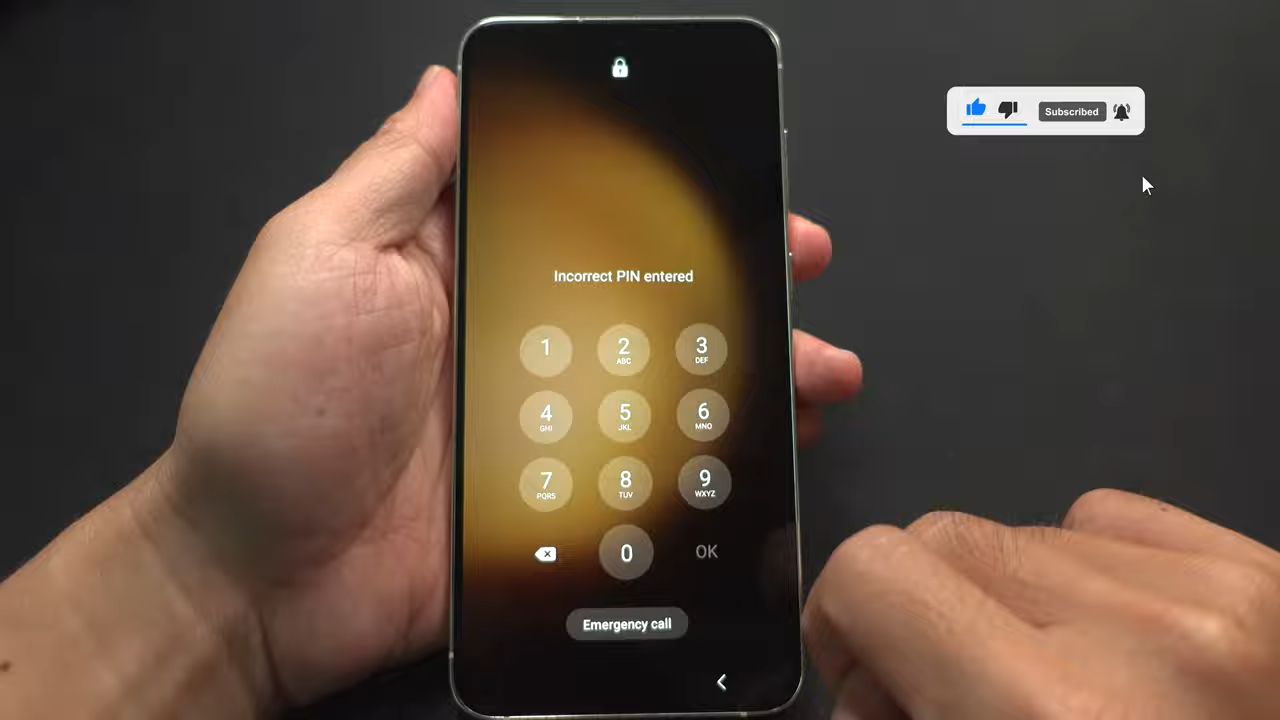 Subscribed
Incorrect PIN entered
1
2
ABC
3
DEF
4
GHI
5
JKL
6
MNO
7
PQRS
8
TUV
9
WXYZ
0
OK
Emergency call